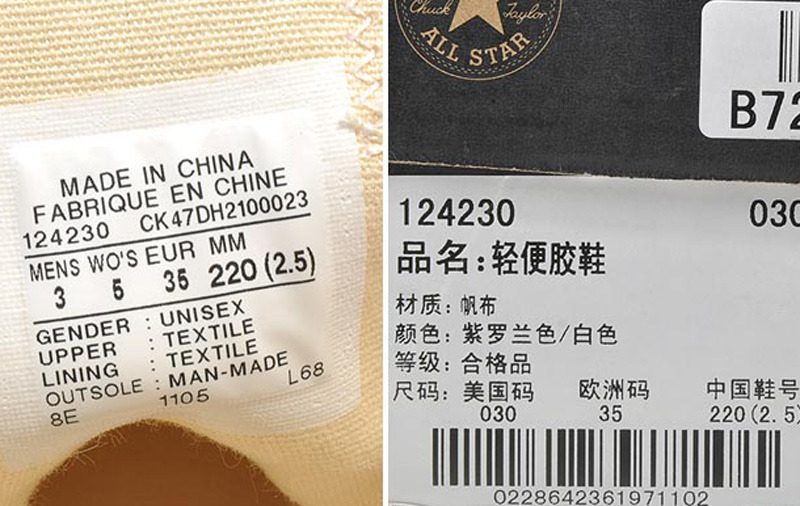 MADE IN CHINA
FABRIQUE EN CHINE
124230 CK47DH2100023
MENS WO'S EUR MM
3 5 35 220 (2.5)
GENDER : UNISEX
UPPER : TEXTILE
LINING : TEXTILE
OUTSOLE : MAN-MADE
8E 1105 L68
Chuck Taylor
ALL STAR
B72
124230 030
品名:轻便胶鞋
材质:帆布
颜色:紫罗兰色/白色
等级:合格品
尺码:美国码 欧洲码 中国鞋号
030 35 220(2.5)
0228642361971102